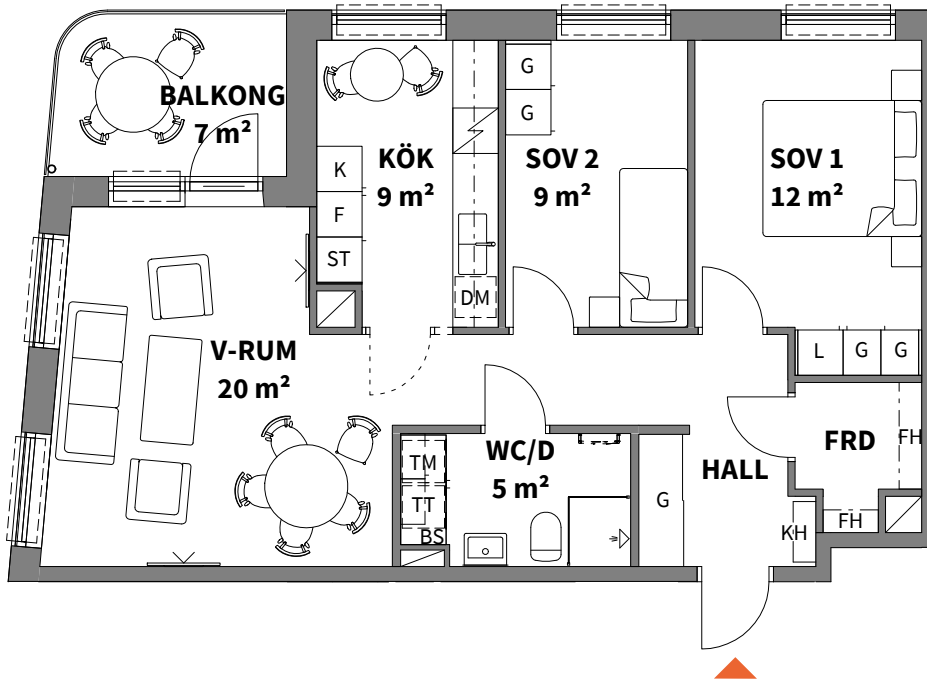 BALKONG
7 m²
K
F
ST
KÖK
9 m²
DM
G
G
SOV 2
9 m²
SOV 1
12 m²
L
G
G
V-RUM
20 m²
TM
TT
BS
WC/D
5 m²
G
HALL
FRD
FH
FH
KH